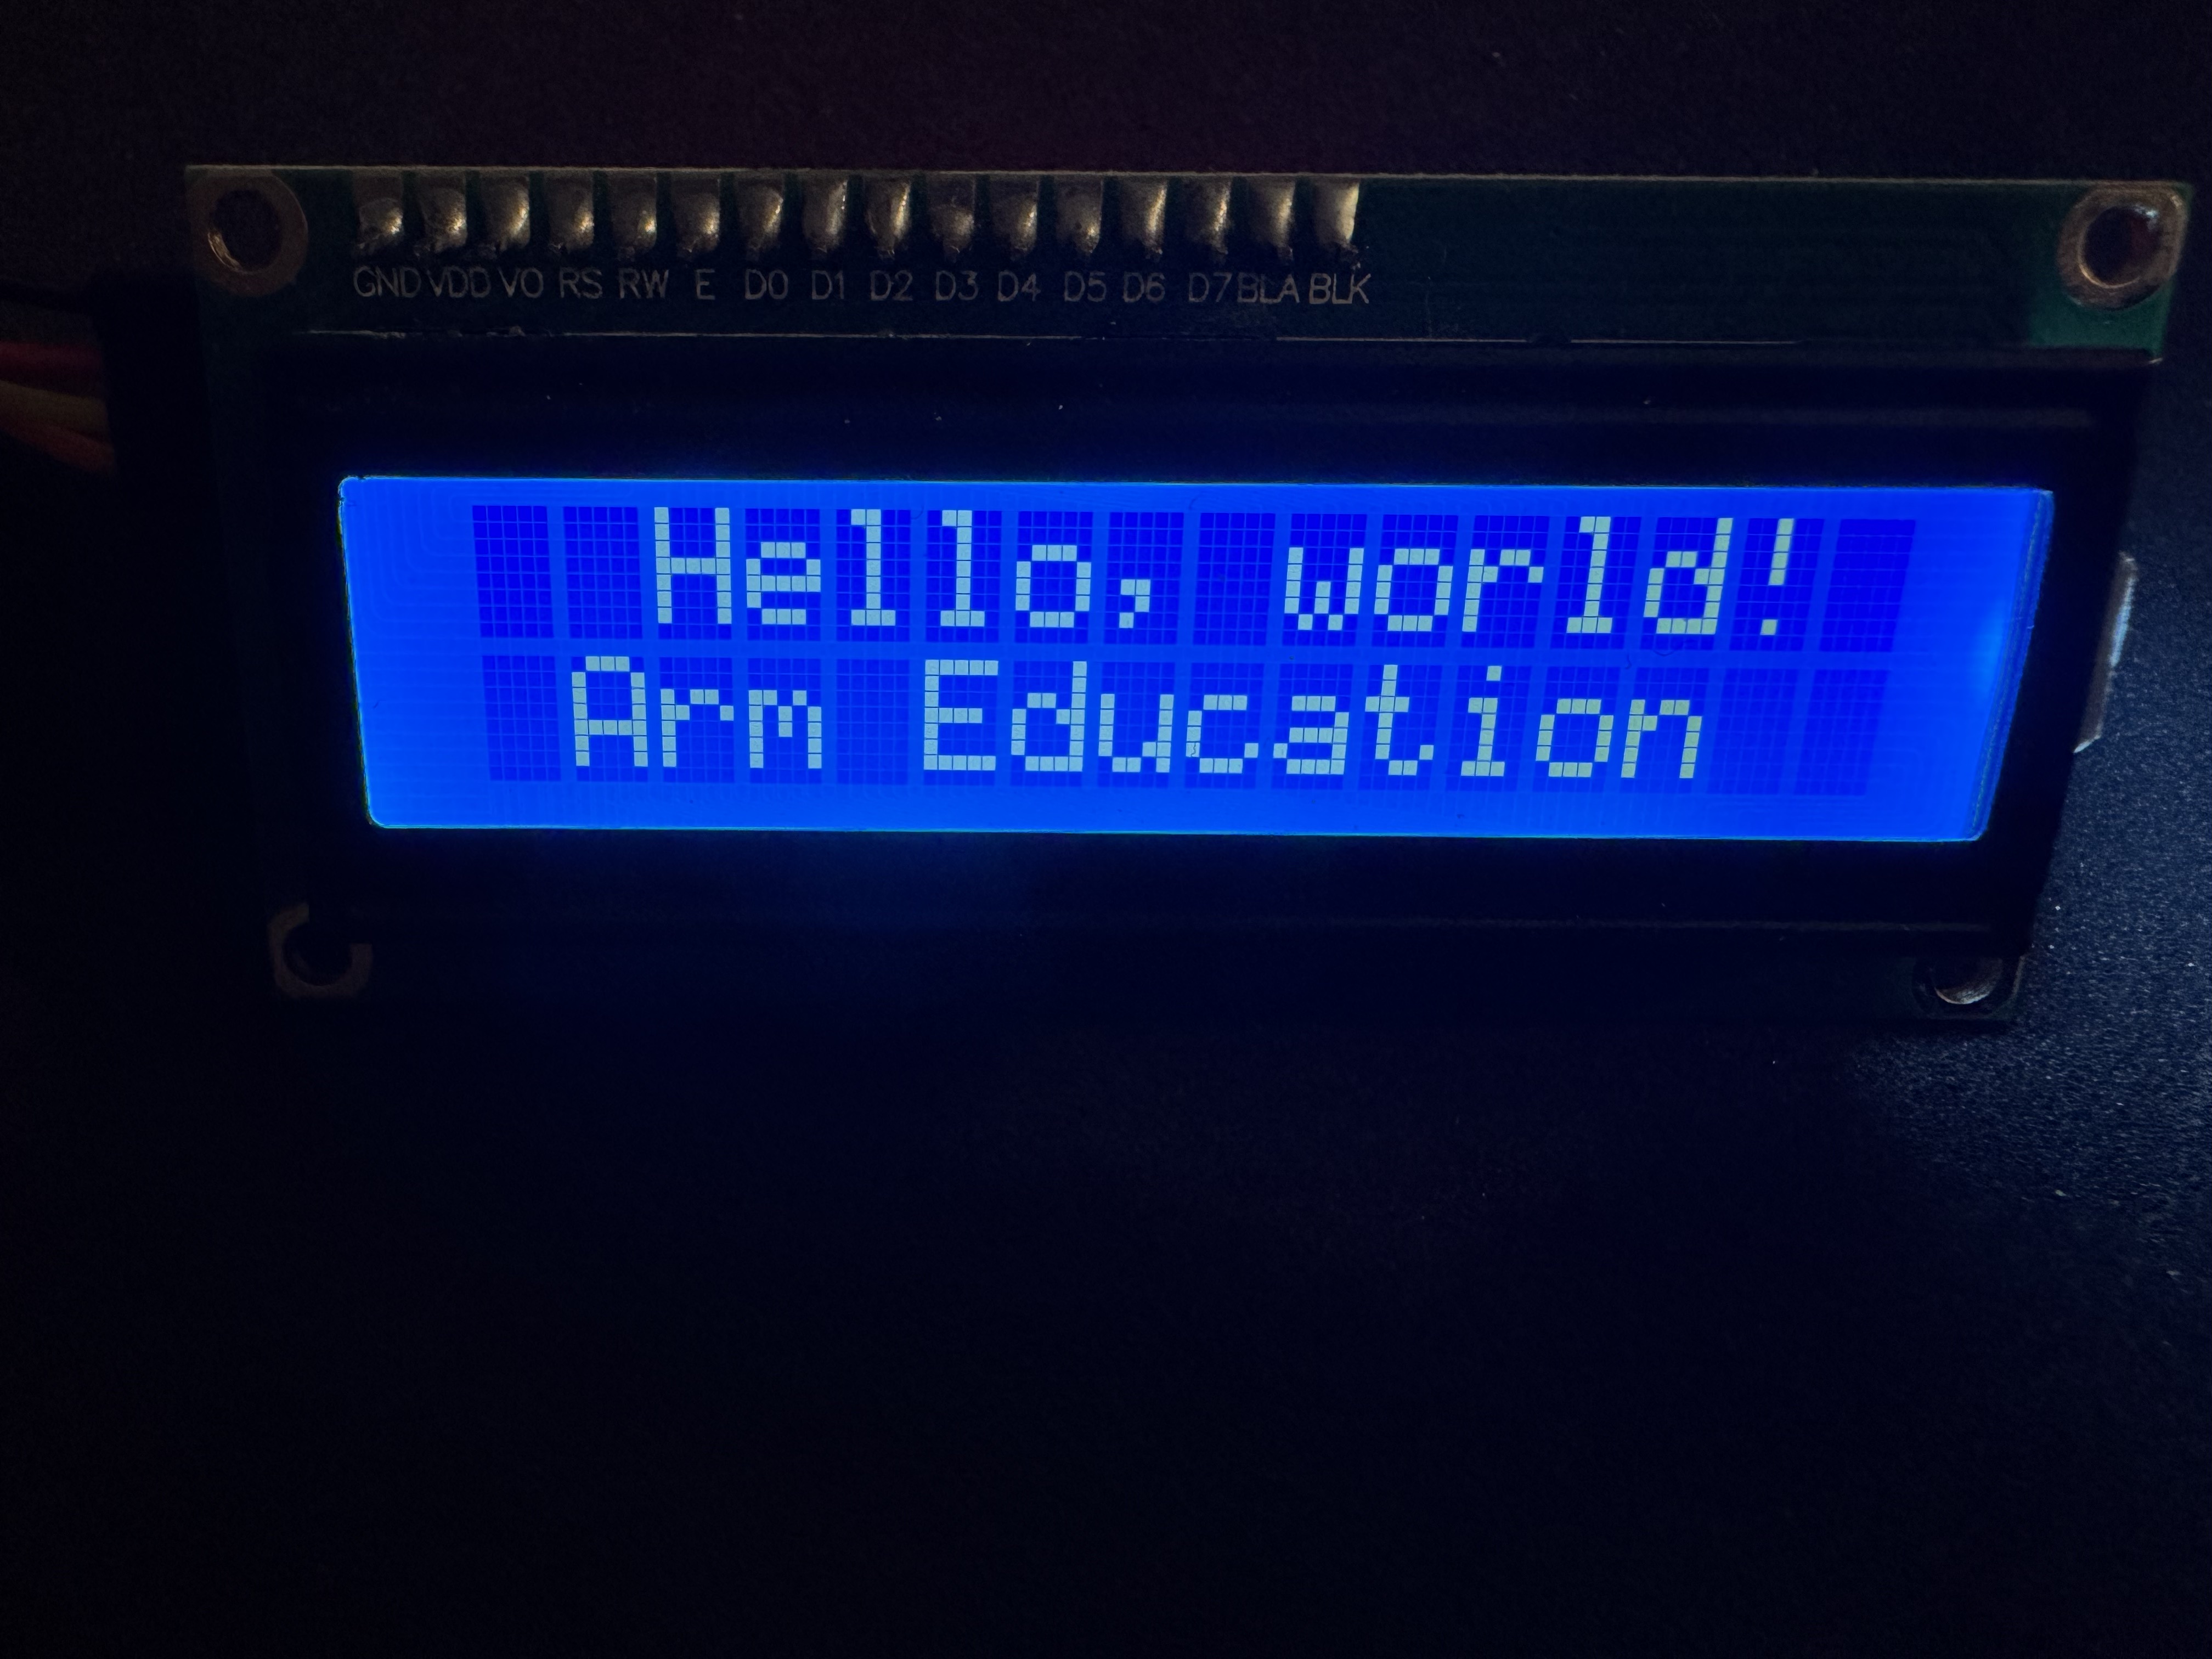 GND VDD VO RS RW E D0 D1 D2 D3 D4 D5 D6 D7 BLA BLK
Hello, world!
Arm Education